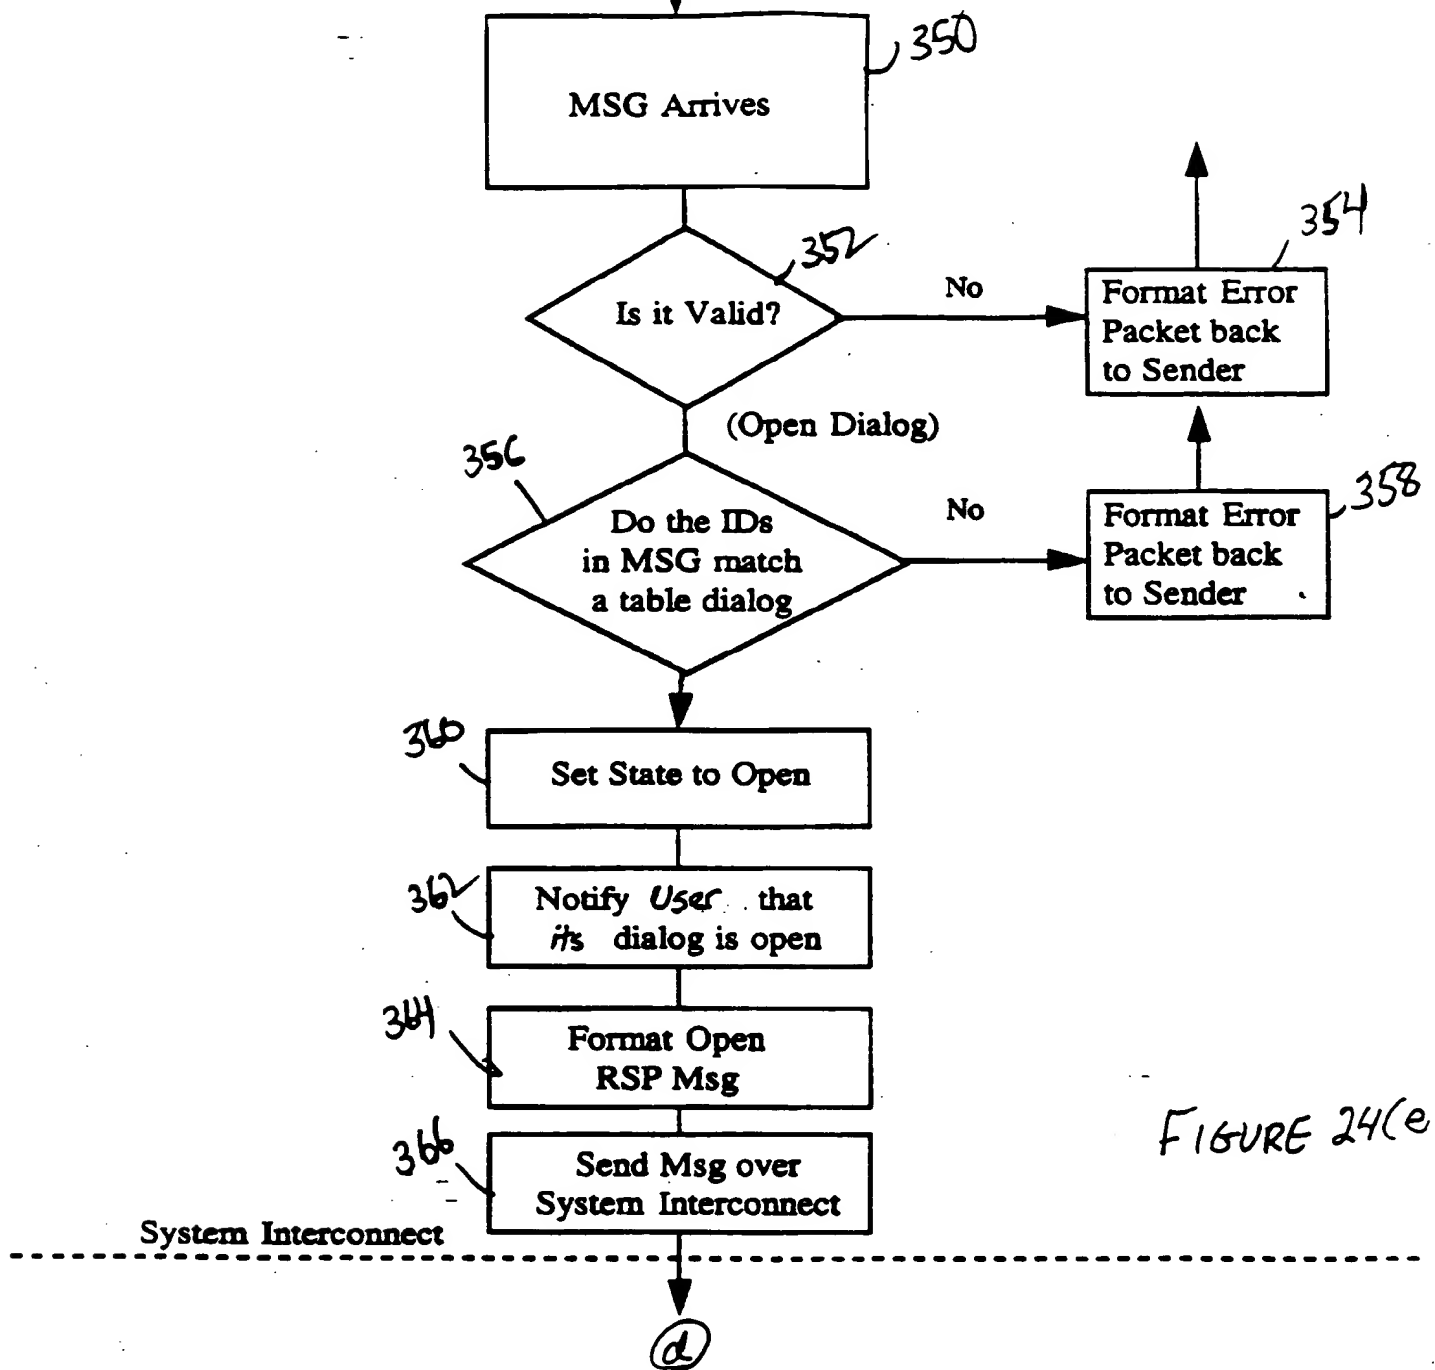 350
MSG Arrives
352
354
Is it Valid?
No
Format Error
Packet back
to Sender
(Open Dialog)
356
358
Do the IDs
in MSG match
a table dialog
No
Format Error
Packet back
to Sender
360
Set State to Open
362
Notify User that
its dialog is open
364
Format Open
RSP Msg
366
Send Msg over
System Interconnect
FIGURE 24(e
System Interconnect
d